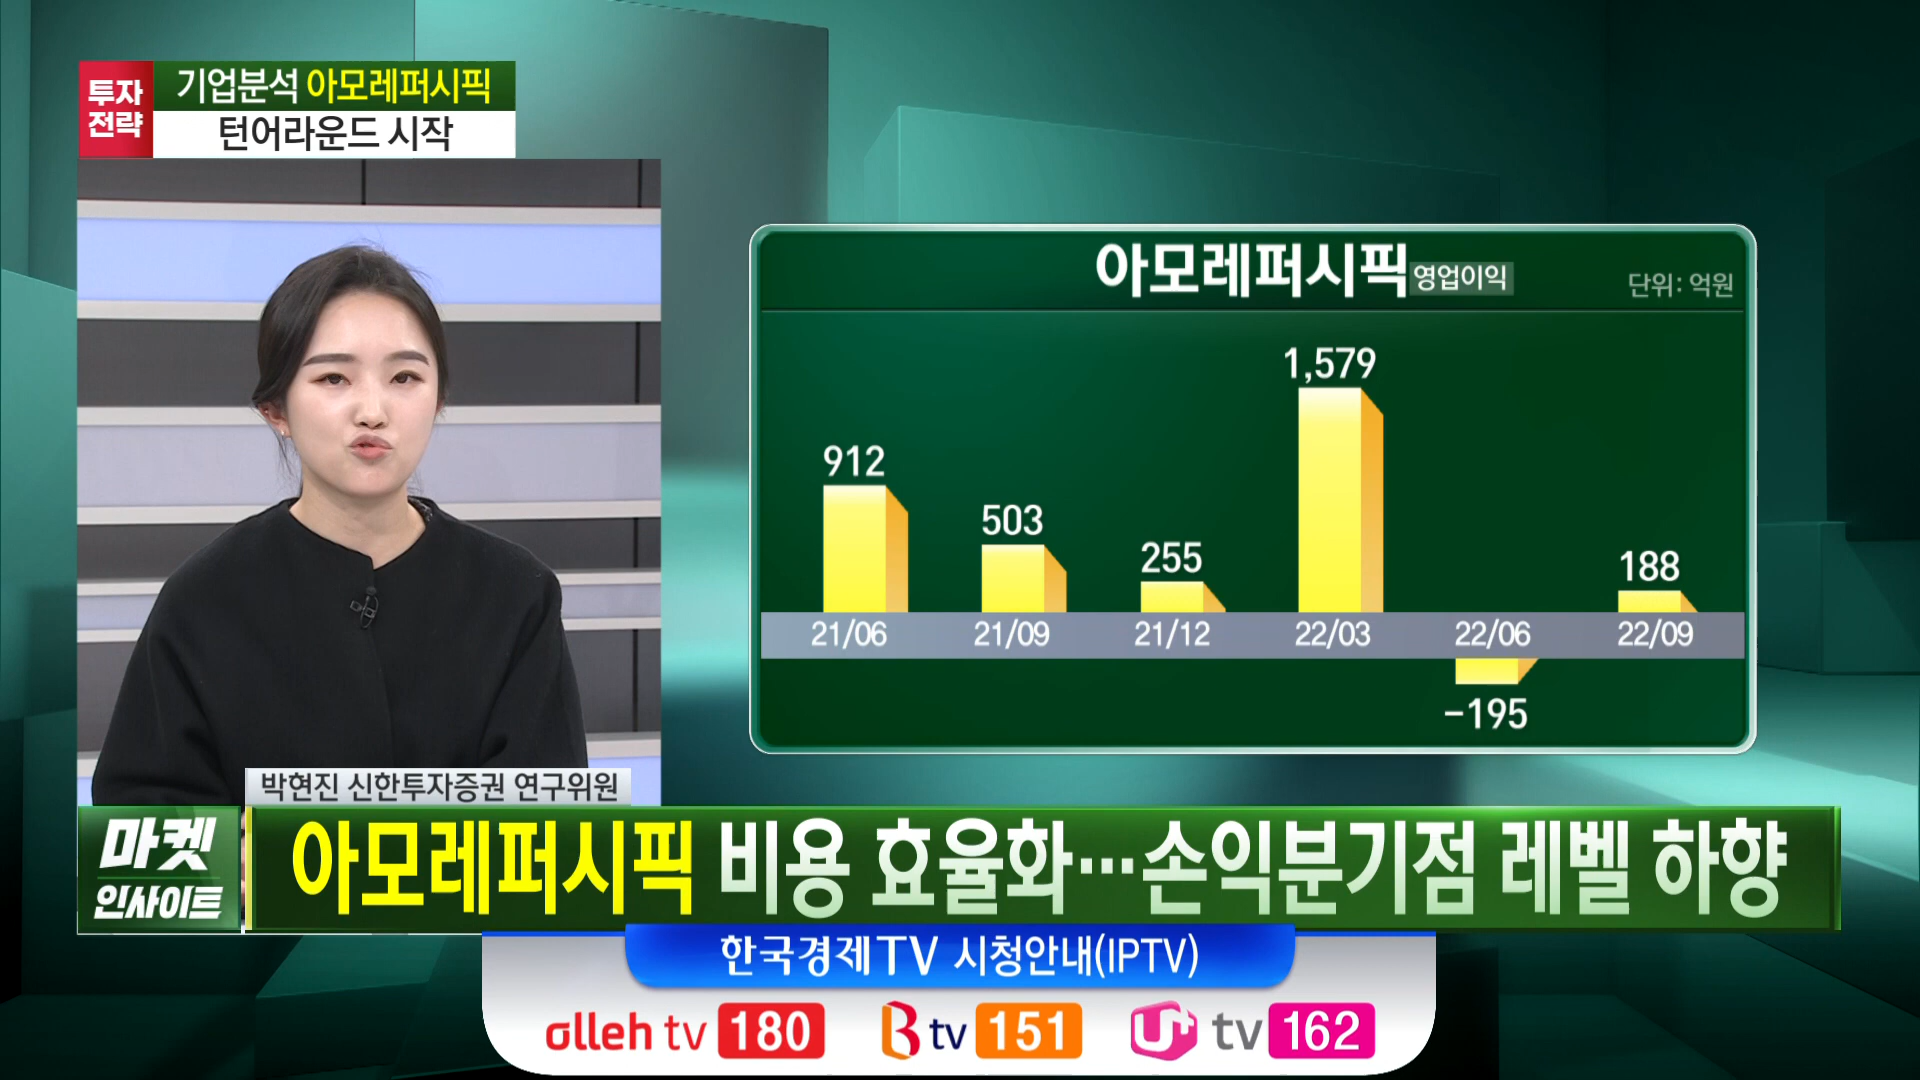 투자
전략
기업분석 아모레퍼시픽
턴어라운드 시작
아모레퍼시픽 영업이익
단위: 억원
912
503
255
1,579
-195
188
21/06
21/09
21/12
22/03
22/06
22/09
박현진 신한투자증권 연구위원
마켓
인사이트
아모레퍼시픽 비용 효율화···손익분기점 레벨 하향
한국경제TV 시청안내(IPTV)
olleh tv 180
B tv 151
U+ tv 162